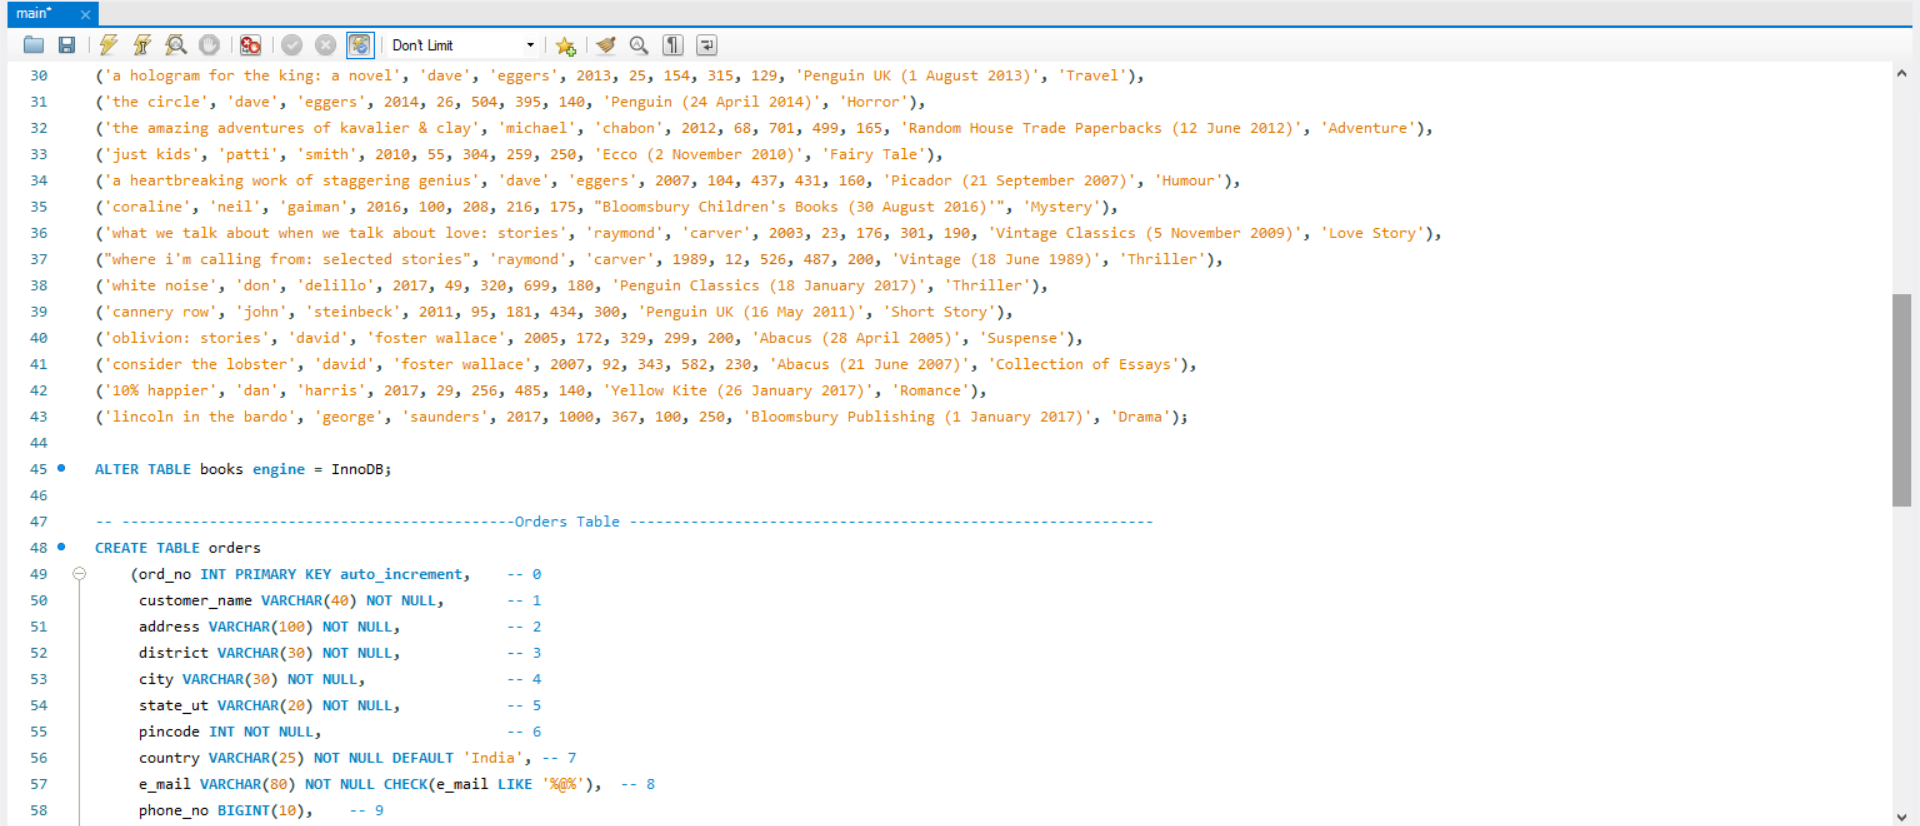 main*
Don't Limit
30 ('a hologram for the king: a novel', 'dave', 'eggers', 2013, 25, 154, 315, 129, 'Penguin UK (1 August 2013)', 'Travel'),
31 ('the circle', 'dave', 'eggers', 2014, 26, 504, 395, 140, 'Penguin (24 April 2014)', 'Horror'),
32 ('the amazing adventures of kavalier & clay', 'michael', 'chabon', 2012, 68, 701, 499, 165, 'Random House Trade Paperbacks (12 June 2012)', 'Adventure'),
33 ('just kids', 'patti', 'smith', 2010, 55, 304, 259, 250, 'Ecco (2 November 2010)', 'Fairy Tale'),
34 ('a heartbreaking work of staggering genius', 'dave', 'eggers', 2007, 104, 437, 431, 160, 'Picador (21 September 2007)', 'Humour'),
35 ('coraline', 'neil', 'gaiman', 2016, 100, 208, 216, 175, "Bloomsbury Children's Books (30 August 2016)'", 'Mystery'),
36 ('what we talk about when we talk about love: stories', 'raymond', 'carver', 2003, 23, 176, 301, 190, 'Vintage Classics (5 November 2009)', 'Love Story'),
37 ("where i'm calling from: selected stories", 'raymond', 'carver', 1989, 12, 526, 487, 200, 'Vintage (18 June 1989)', 'Thriller'),
38 ('white noise', 'don', 'delillo', 2017, 49, 320, 699, 180, 'Penguin Classics (18 January 2017)', 'Thriller'),
39 ('cannery row', 'john', 'steinbeck', 2011, 95, 181, 434, 300, 'Penguin UK (16 May 2011)', 'Short Story'),
40 ('oblivion: stories', 'david', 'foster wallace', 2005, 172, 329, 299, 200, 'Abacus (28 April 2005)', 'Suspense'),
41 ('consider the lobster', 'david', 'foster wallace', 2007, 92, 343, 582, 230, 'Abacus (21 June 2007)', 'Collection of Essays'),
42 ('10% happier', 'dan', 'harris', 2017, 29, 256, 485, 140, 'Yellow Kite (26 January 2017)', 'Romance'),
43 ('lincoln in the bardo', 'george', 'saunders', 2017, 1000, 367, 100, 250, 'Bloomsbury Publishing (1 January 2017)', 'Drama');
44
45 ALTER TABLE books engine = InnoDB;
46
47 -- ---------------------------------------------Orders Table ------------------------------------------------------------
48 CREATE TABLE orders
49 (ord_no INT PRIMARY KEY auto_increment, -- 0
50 customer_name VARCHAR(40) NOT NULL, -- 1
51 address VARCHAR(100) NOT NULL, -- 2
52 district VARCHAR(30) NOT NULL, -- 3
53 city VARCHAR(30) NOT NULL, -- 4
54 state_ut VARCHAR(20) NOT NULL, -- 5
55 pincode INT NOT NULL, -- 6
56 country VARCHAR(25) NOT NULL DEFAULT 'India', -- 7
57 e_mail VARCHAR(80) NOT NULL CHECK(e_mail LIKE '%@%'), -- 8
58 phone_no BIGINT(10), -- 9